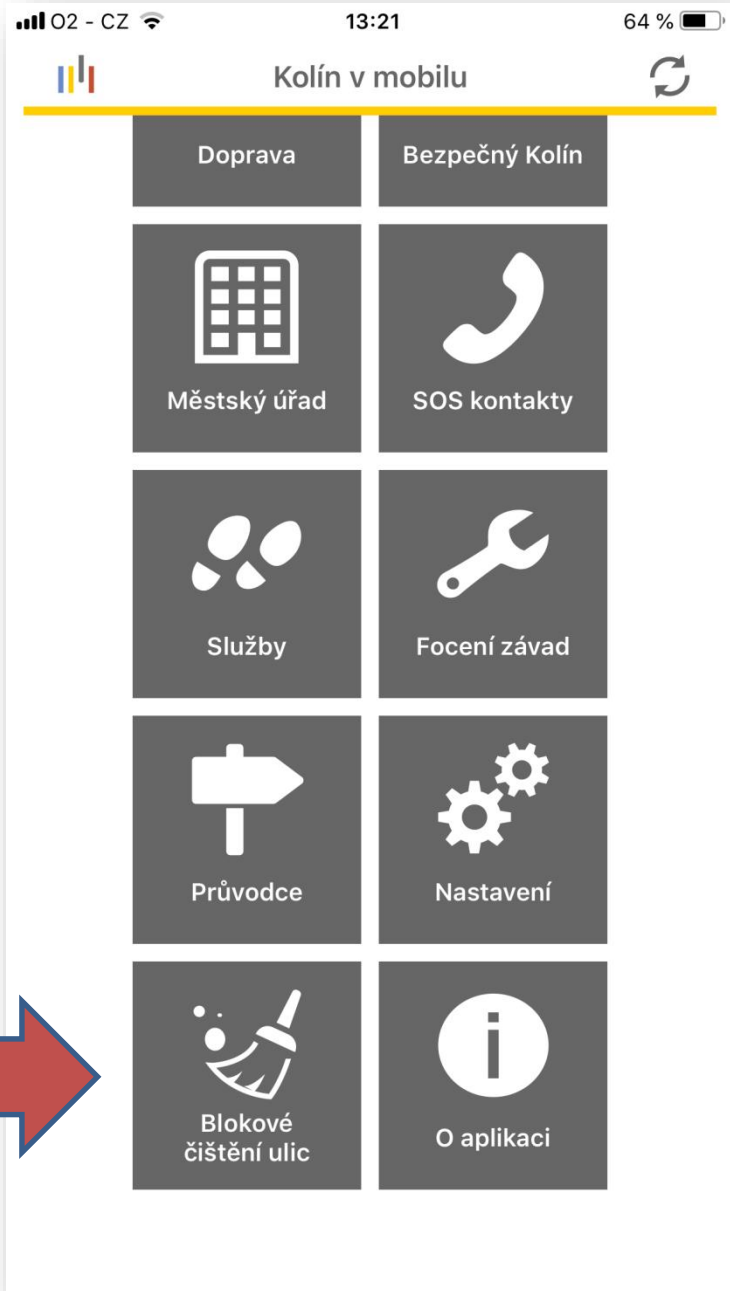 O2 - CZ 13:21 64 %
Kolín v mobilu
Doprava Bezpečný Kolín
Městský úřad SOS kontakty
Služby Focení závad
Průvodce Nastavení
Blokové
čištění ulic O aplikaci